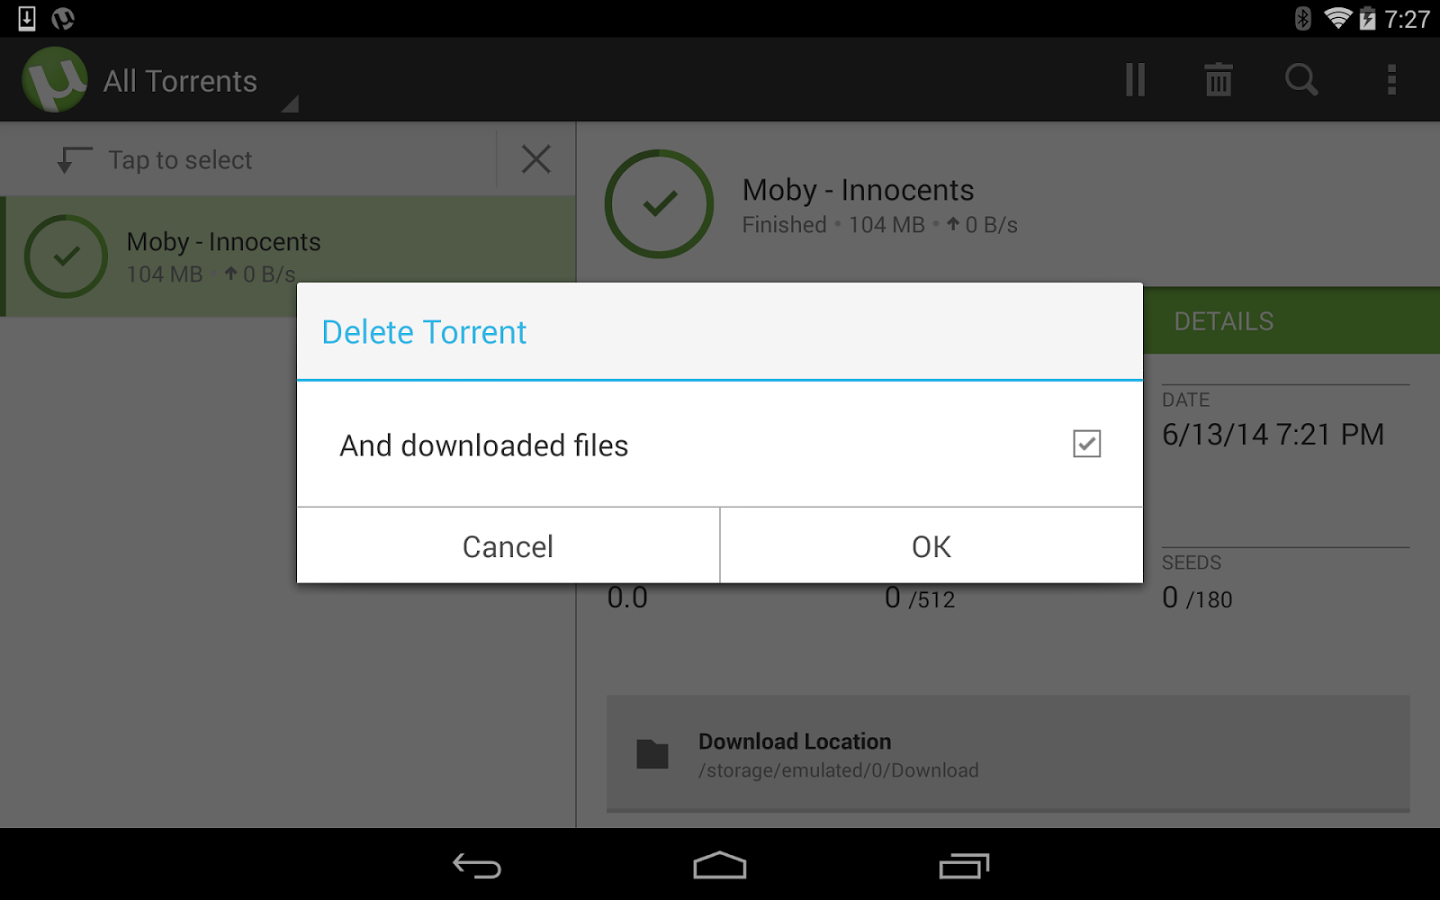 7:27
All Torrents
Tap to select
Moby - Innocents
104 MB • ↑ 0 B/s
Moby - Innocents
Finished • 104 MB • ↑ 0 B/s
DETAILS
Delete Torrent
And downloaded files
Cancel
OK
DATE
6/13/14 7:21 PM
0.0
0 /512
SEEDS
0 /180
Download Location
/storage/emulated/0/Download